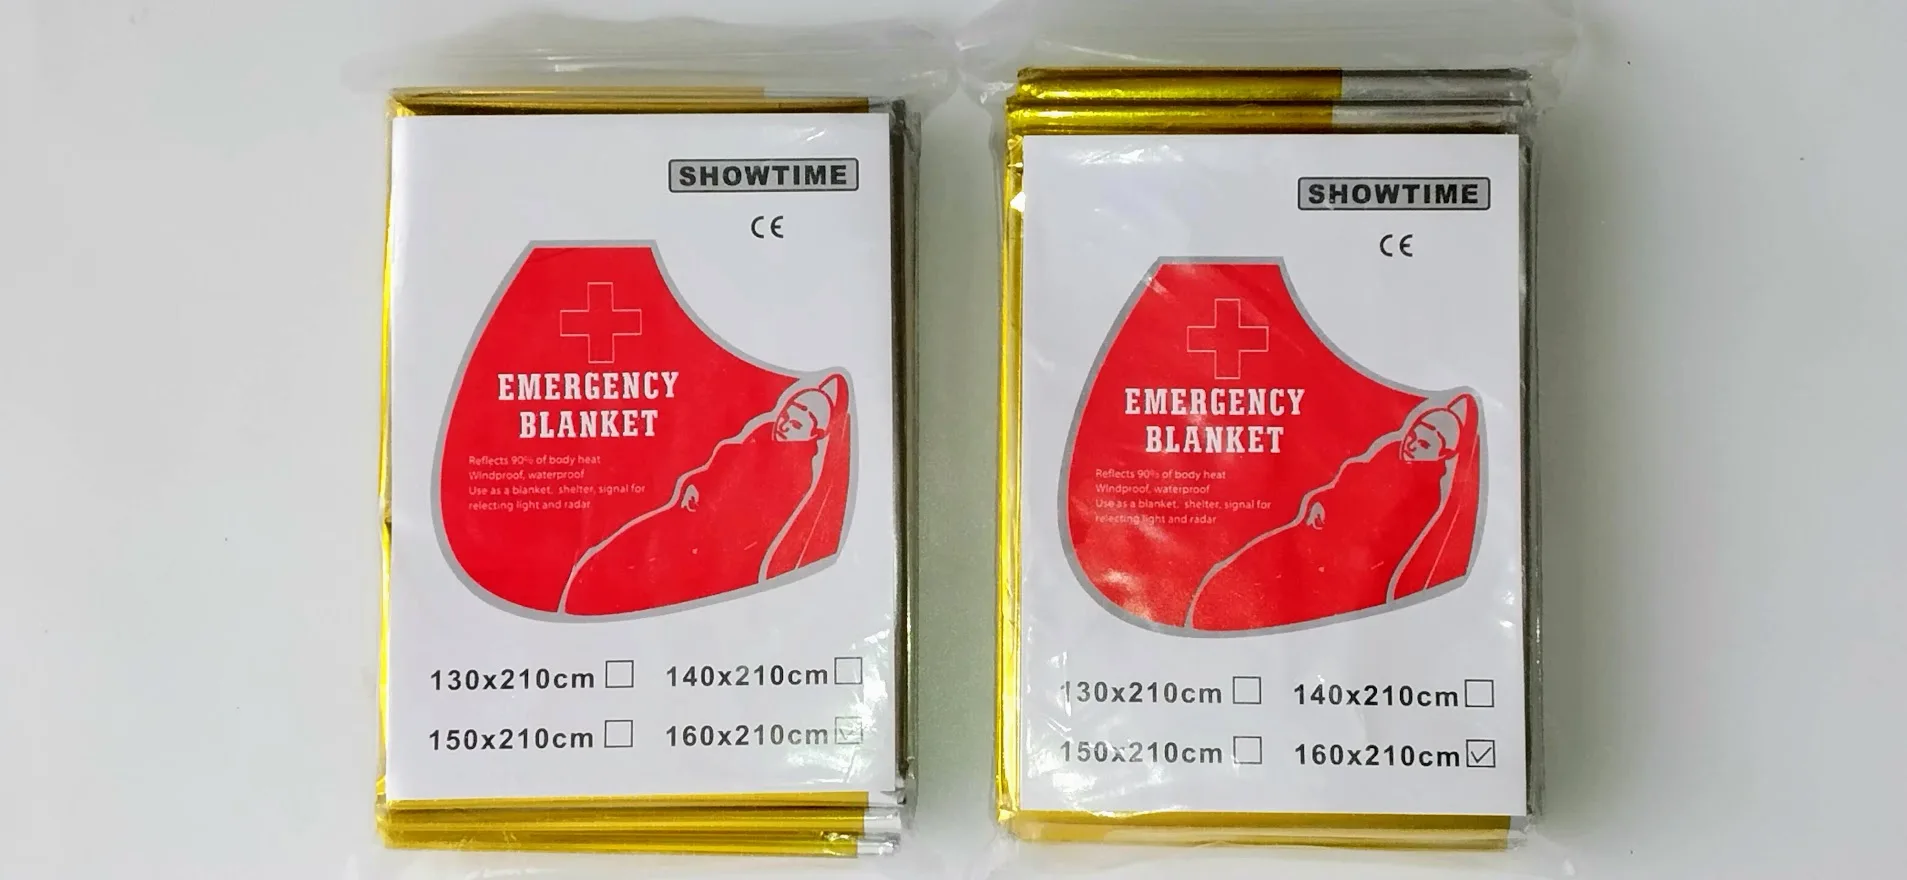 SHOWTIME
CE
EMERGENCY
BLANKET
Reflects 90% of body heat
Windproof, waterproof
Use as a blanket, shelter, signal for
relecting light and radar
130x210cm 140x210cm
150x210cm 160x210cm
SHOWTIME
CE
EMERGENCY
BLANKET
Reflects 90% of body heat
Windproof, waterproof
Use as a blanket, shelter, signal for
relecting light and radar
130x210cm 140x210cm
150x210cm 160x210cm